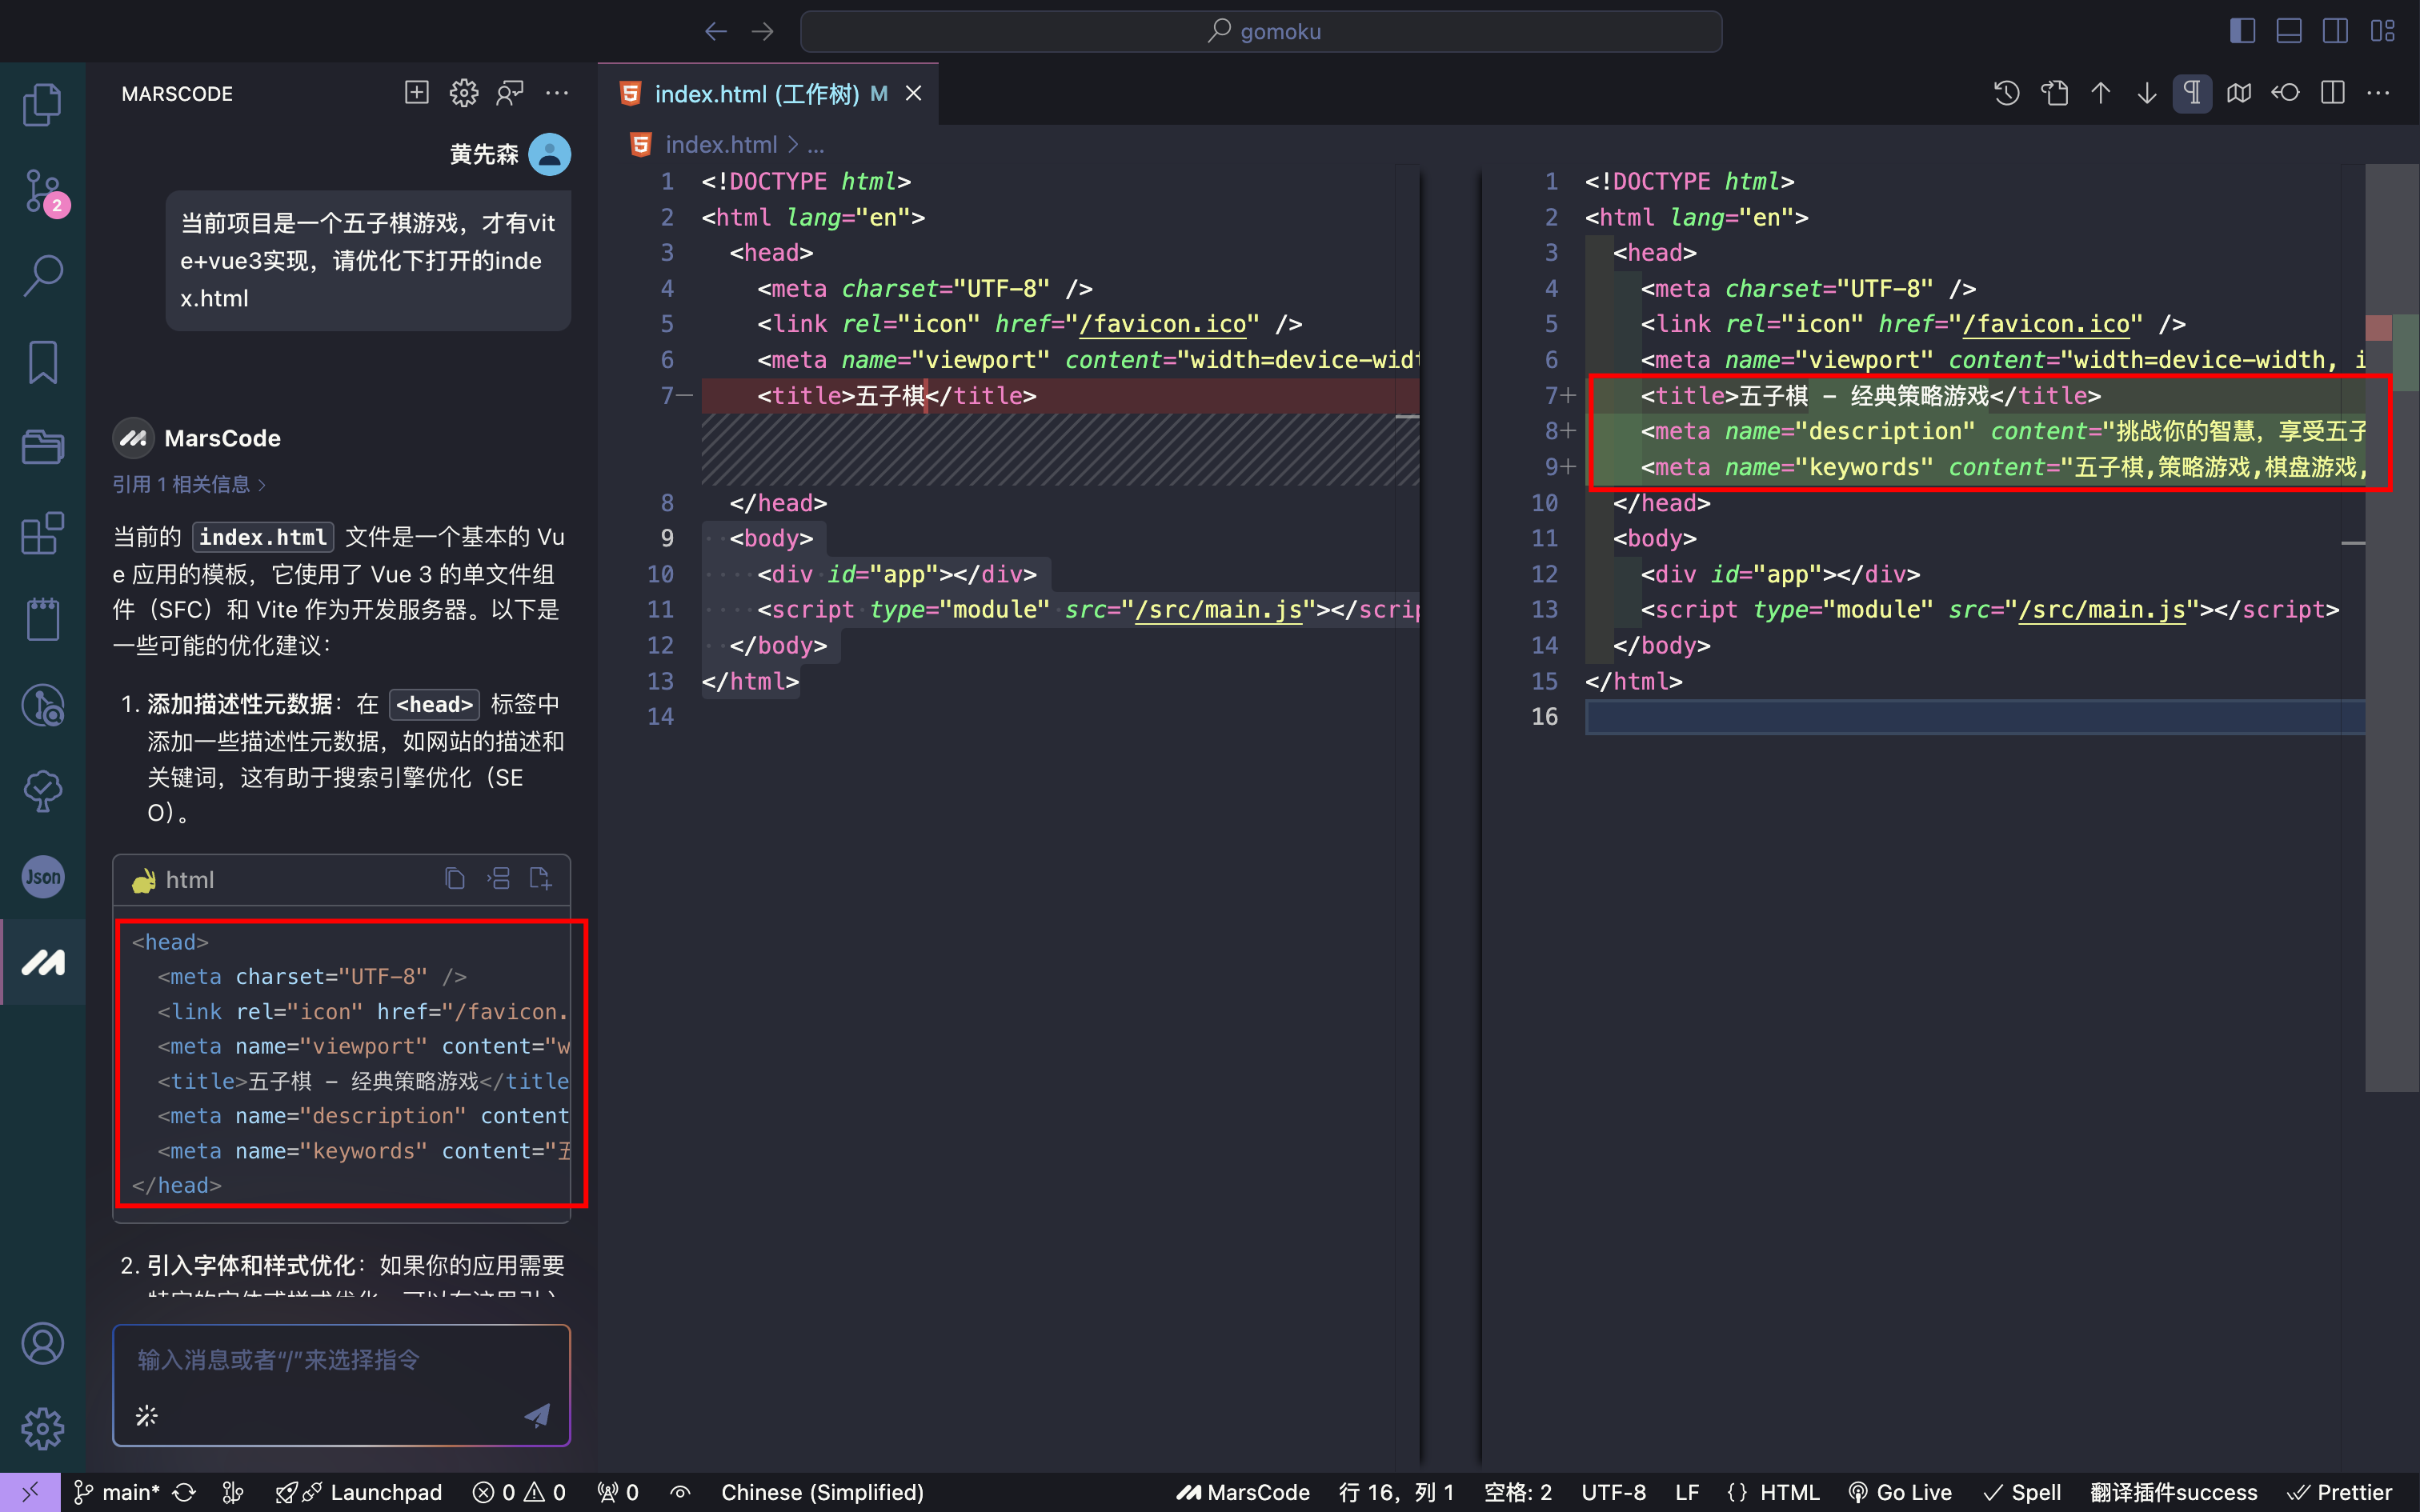 gomoku
MARSCODE
黄先森
当前项目是一个五子棋游戏，才有vit
e+vue3实现，请优化下打开的inde
x.html
MarsCode
引用 1 相关信息
当前的 index.html 文件是一个基本的 Vu
e 应用的模板，它使用了 Vue 3 的单文件组
件（SFC）和 Vite 作为开发服务器。以下是
一些可能的优化建议：
1. 添加描述性元数据：在 <head> 标签中
添加一些描述性元数据，如网站的描述和
关键词，这有助于搜索引擎优化（SE
O）。
html
<head>
<meta charset="UTF-8" />
<link rel="icon" href="/favicon.
<meta name="viewport" content="w
<title>五子棋 - 经典策略游戏</title
<meta name="description" content
<meta name="keywords" content="五
</head>
2. 引入字体和样式优化：如果你的应用需要
输入消息或者“/”来选择指令
2
Json
index.html (工作树) M
index.html > ...
1 <!DOCTYPE html>
2 <html lang="en">
3 <head>
4 <meta charset="UTF-8" />
5 <link rel="icon" href="/favicon.ico" />
6 <meta name="viewport" content="width=device-widt
7- <title>五子棋</title>
8 </head>
9 <body>
10 <div id="app"></div>
11 <script type="module" src="/src/main.js"></scrip
12 </body>
13 </html>
14
1 <!DOCTYPE html>
2 <html lang="en">
3 <head>
4 <meta charset="UTF-8" />
5 <link rel="icon" href="/favicon.ico" />
6 <meta name="viewport" content="width=device-width, i
7+ <title>五子棋 - 经典策略游戏</title>
8+ <meta name="description" content="挑战你的智慧，享受五子
9+ <meta name="keywords" content="五子棋,策略游戏,棋盘游戏,
10 </head>
11 <body>
12 <div id="app"></div>
13 <script type="module" src="/src/main.js"></script>
14 </body>
15 </html>
16
main* Launchpad 0 0 0 Chinese (Simplified) MarsCode 行 16，列 1 空格: 2 UTF-8 LF {} HTML Go Live Spell 翻译插件success Prettier